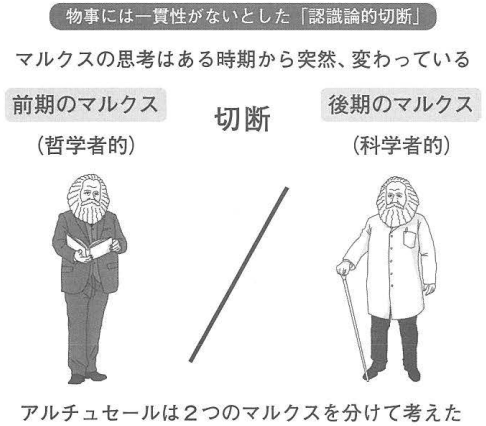 物事には一貫性がないとした「認識論的切断」
マルクスの思考はある時期から突然、変わっている
前期のマルクス
(哲学者的)
切断
後期のマルクス
(科学者的)
アルチュセールは2つのマルクスを分けて考えた